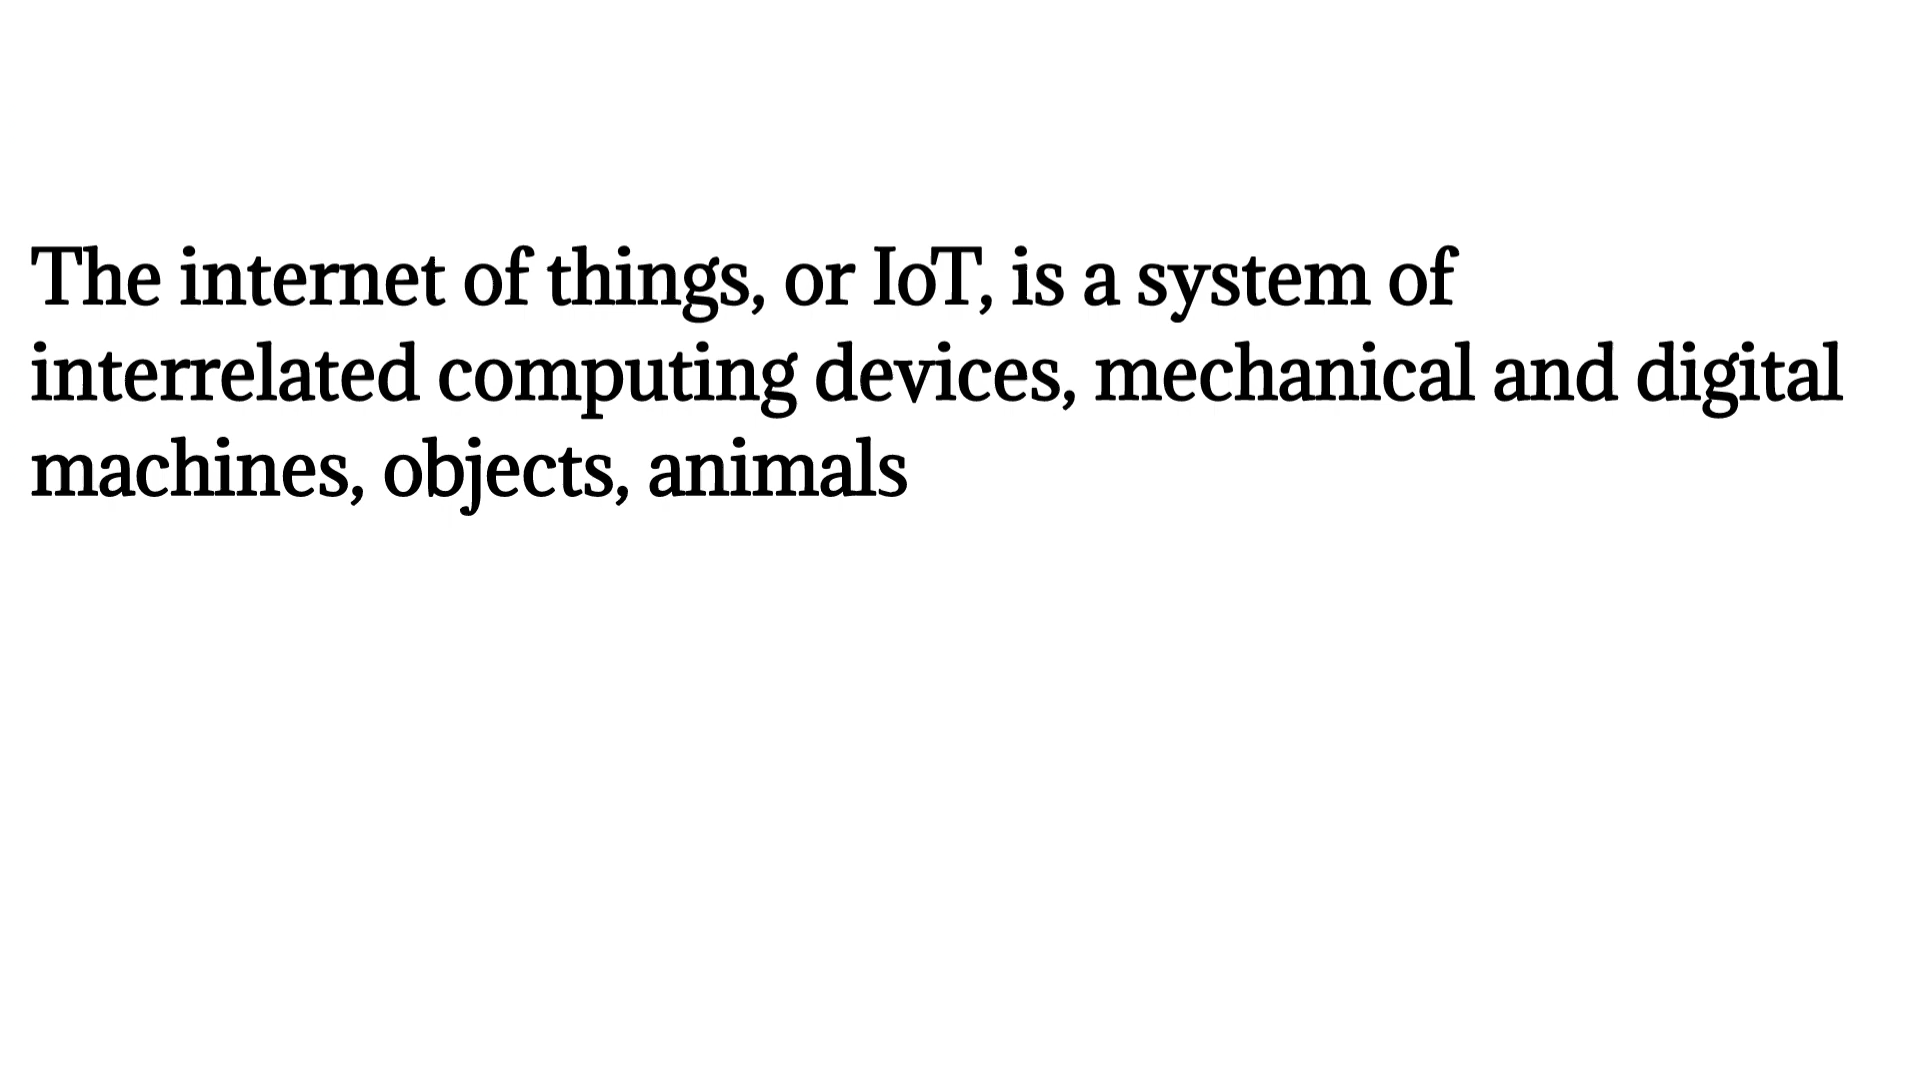 The internet of things, or IoT, is a system of
interrelated computing devices, mechanical and digital
machines, objects, animals